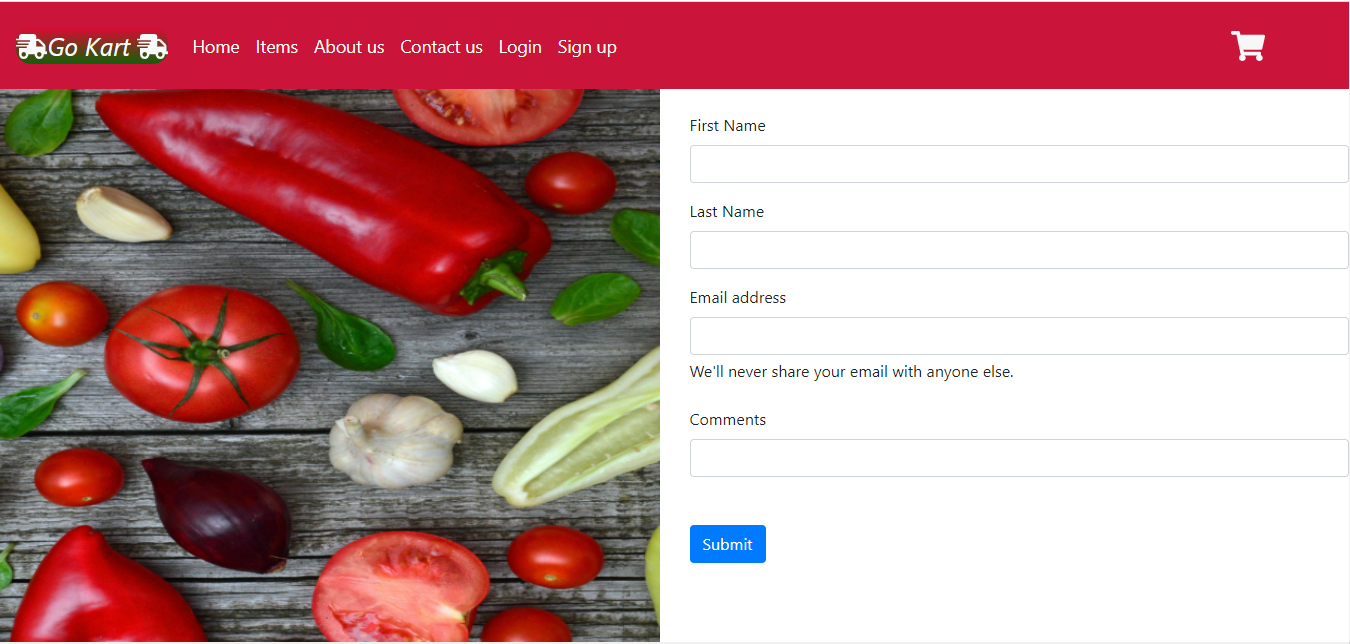 Go Kart Home Items About us Contact us Login Sign up
First Name
Last Name
Email address
We'll never share your email with anyone else.
Comments
Submit